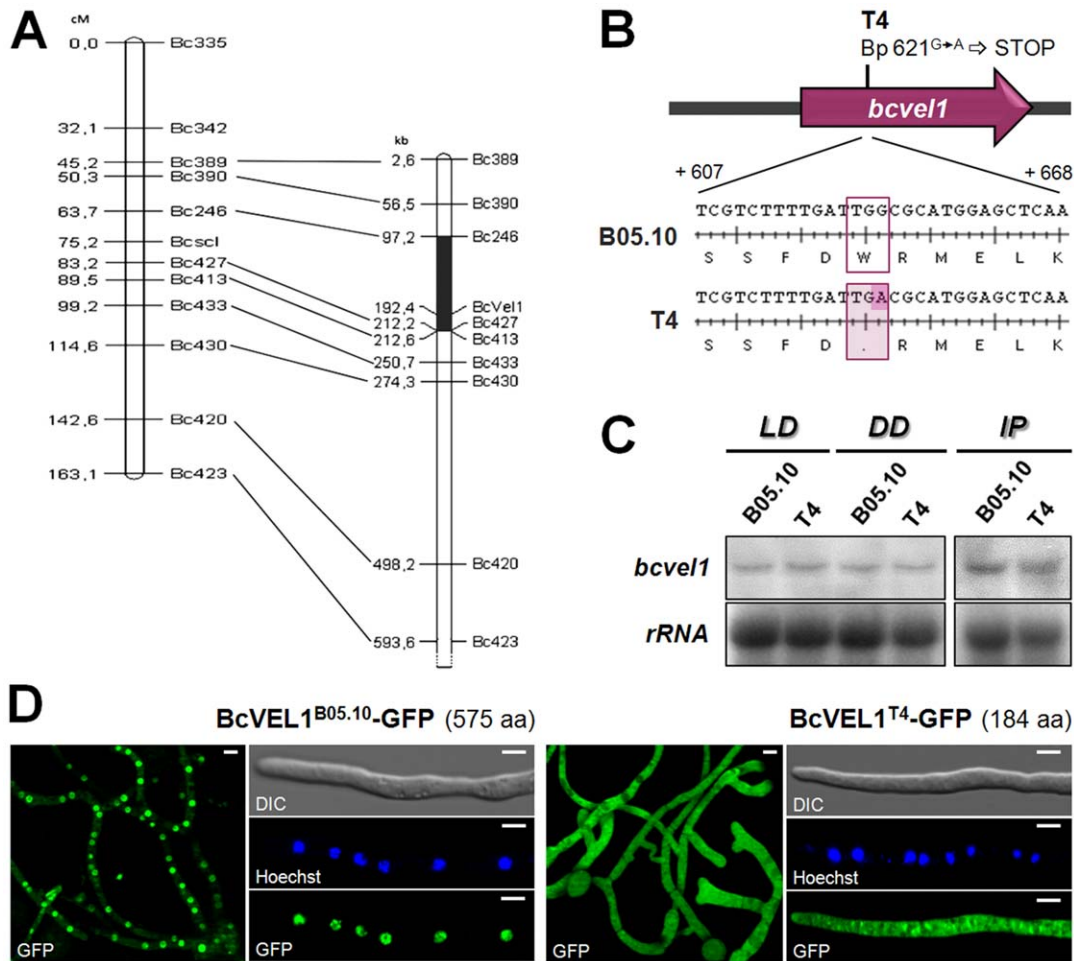 A
cM
0,0 Bc335
32,1 Bc342
45,2 Bc389
50,3 Bc390
63,7 Bc246
75,2 Bcscl
83,2 Bc427
89,5 Bc413
99,2 Bc433
114,6 Bc430
142,6 Bc420
163,1 Bc423
kb
2,6 Bc389
56,5 Bc390
97,2 Bc246
192,4 BcVel1
212,2 Bc427
212,6 Bc413
250,7 Bc433
274,3 Bc430
498,2 Bc420
593,6 Bc423
B
T4
Bp 621G→A ⇨ STOP
bcvel1
+ 607 + 668
B05.10
TCGTCTTTTGATTGGCGCATGGAGCTCAA
S S F D W R M E L K
T4
TCGTCTTTTGATTGACGCATGGAGCTCAA
S S F D . R M E L K
C
LD DD IP
B05.10 T4 B05.10 T4 B05.10 T4
bcvel1
rRNA
D
BcVEL1B05.10-GFP (575 aa)
GFP
DIC
Hoechst
GFP
BcVEL1T4-GFP (184 aa)
GFP
DIC
Hoechst
GFP